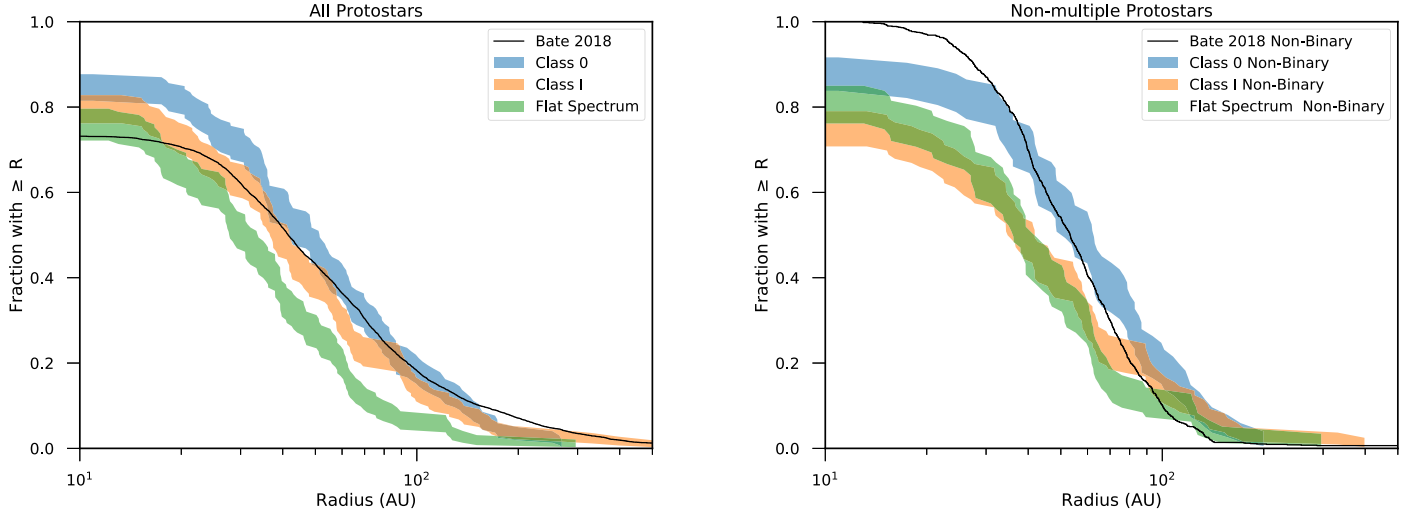 All Protostars
1.0
0.8
0.6
0.4
0.2
0.0
Fraction with ≥ R
10¹
10²
Radius (AU)
Bate 2018
Class 0
Class I
Flat Spectrum
Non-multiple Protostars
1.0
0.8
0.6
0.4
0.2
0.0
Fraction with ≥ R
10¹
10²
Radius (AU)
Bate 2018 Non-Binary
Class 0 Non-Binary
Class I Non-Binary
Flat Spectrum Non-Binary